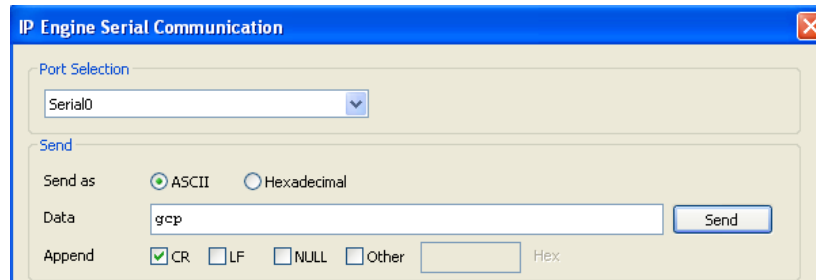 IP Engine Serial Communication
Port Selection
Serial0
Send
Send as ASCII Hexadecimal
Data gcp Send
Append CR LF NULL Other Hex